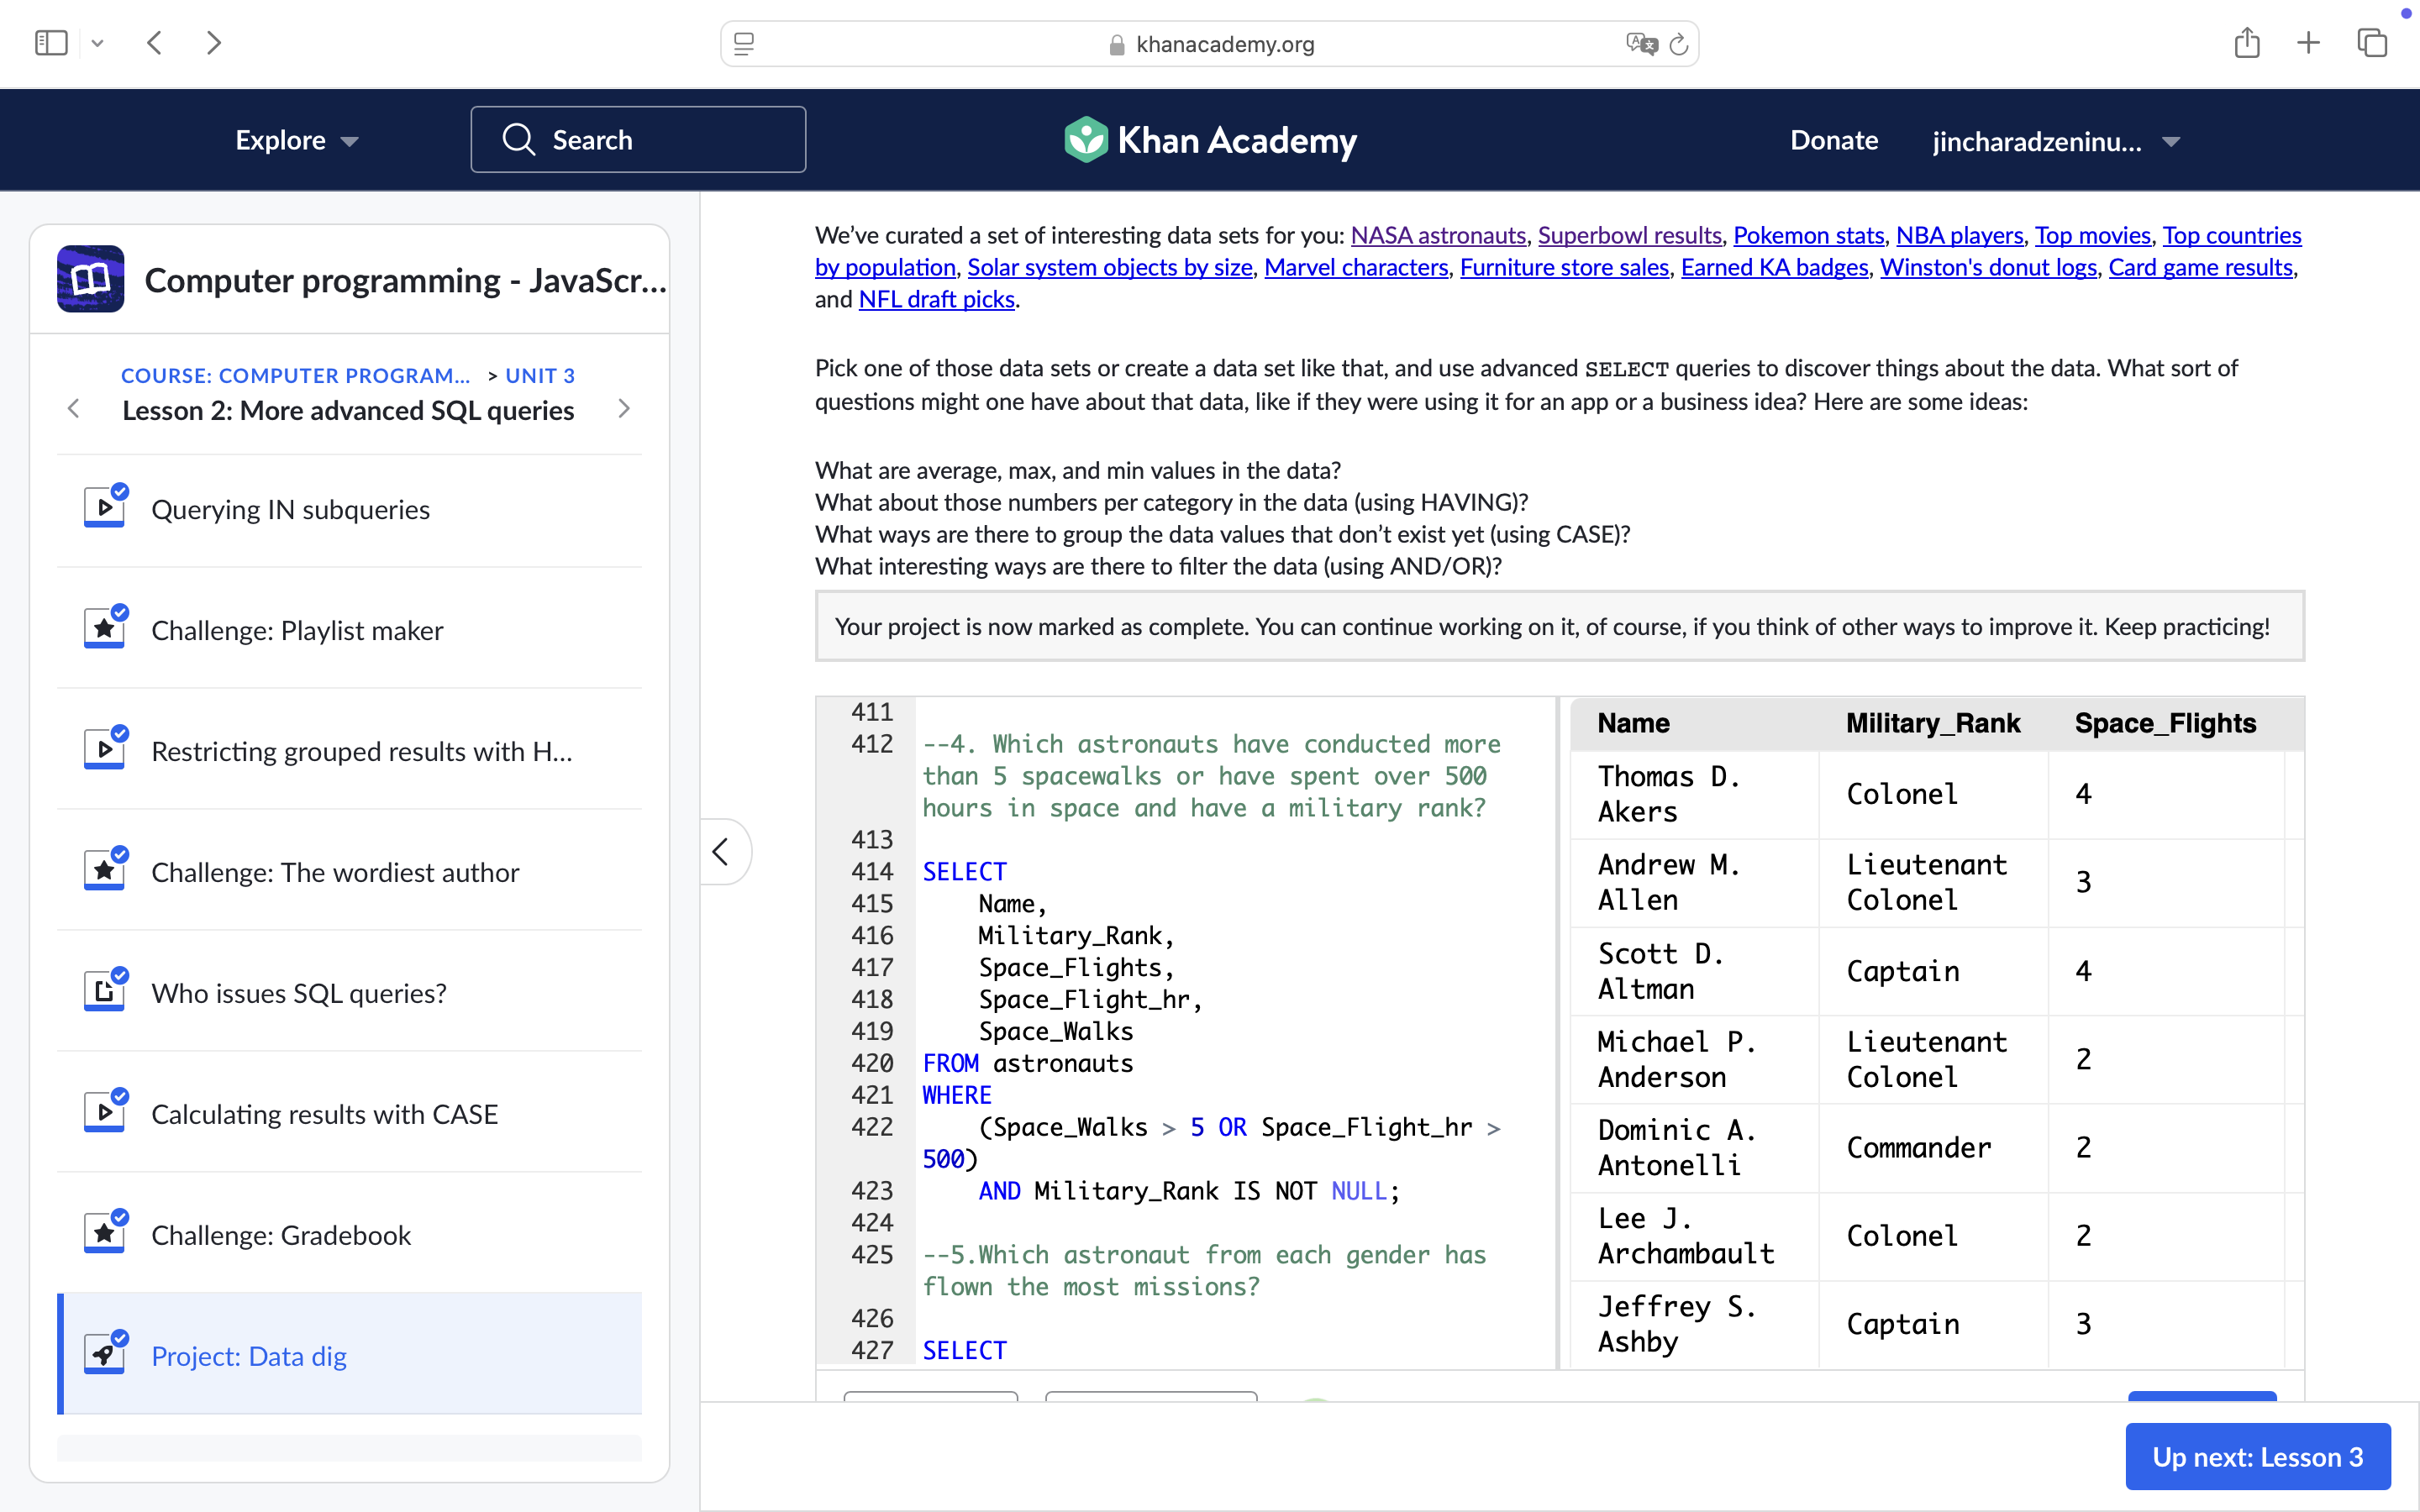 khanacademy.org
Explore
Search
Khan Academy
Donate
jincharadzeninu...
Computer programming - JavaScr...
COURSE: COMPUTER PROGRAM... > UNIT 3
Lesson 2: More advanced SQL queries
Querying IN subqueries
Challenge: Playlist maker
Restricting grouped results with H...
Challenge: The wordiest author
Who issues SQL queries?
Calculating results with CASE
Challenge: Gradebook
Project: Data dig
We've curated a set of interesting data sets for you: NASA astronauts, Superbowl results, Pokemon stats, NBA players, Top movies, Top countries
by population, Solar system objects by size, Marvel characters, Furniture store sales, Earned KA badges, Winston's donut logs, Card game results,
and NFL draft picks.
Pick one of those data sets or create a data set like that, and use advanced SELECT queries to discover things about the data. What sort of
questions might one have about that data, like if they were using it for an app or a business idea? Here are some ideas:
What are average, max, and min values in the data?
What about those numbers per category in the data (using HAVING)?
What ways are there to group the data values that don't exist yet (using CASE)?
What interesting ways are there to filter the data (using AND/OR)?
Your project is now marked as complete. You can continue working on it, of course, if you think of other ways to improve it. Keep practicing!
411
412 --4. Which astronauts have conducted more
than 5 spacewalks or have spent over 500
hours in space and have a military rank?
413
414 SELECT
415 Name,
416 Military_Rank,
417 Space_Flights,
418 Space_Flight_hr,
419 Space_Walks
420 FROM astronauts
421 WHERE
422 (Space_Walks > 5 OR Space_Flight_hr >
500)
423 AND Military_Rank IS NOT NULL;
424
425 --5.Which astronaut from each gender has
flown the most missions?
426
427 SELECT
Name Military_Rank Space_Flights
Thomas D.
Akers
Colonel
4
Andrew M.
Allen
Lieutenant
Colonel
3
Scott D.
Altman
Captain
4
Michael P.
Anderson
Lieutenant
Colonel
2
Dominic A.
Antonelli
Commander
2
Lee J.
Archambault
Colonel
2
Jeffrey S.
Ashby
Captain
3
Up next: Lesson 3